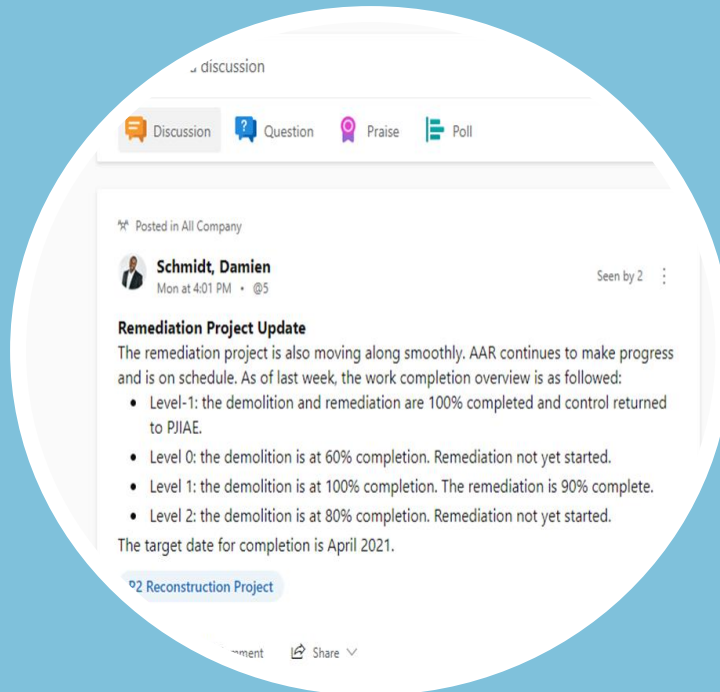 discussion
Discussion Question Praise Poll
Posted in All Company
Schmidt, Damien
Mon at 4:01 PM • @5
Seen by 2
Remediation Project Update
The remediation project is also moving along smoothly. AAR continues to make progress
and is on schedule. As of last week, the work completion overview is as followed:
• Level-1: the demolition and remediation are 100% completed and control returned
to PJIAE.
• Level 0: the demolition is at 60% completion. Remediation not yet started.
• Level 1: the demolition is at 100% completion. The remediation is 90% complete.
• Level 2: the demolition is at 80% completion. Remediation not yet started.
The target date for completion is April 2021.
P2 Reconstruction Project
Share